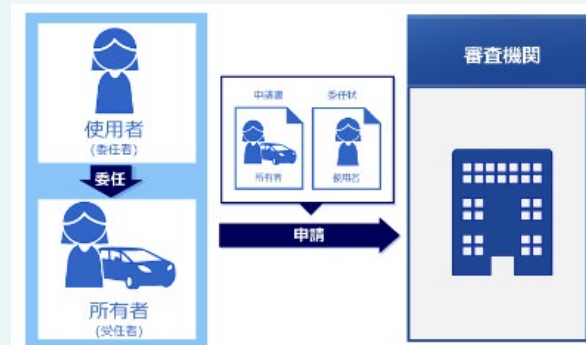 使用者
(委任者)
委任
所有者
(受任者)
申請書
委任状
所有者
使用者
申請
審査機関